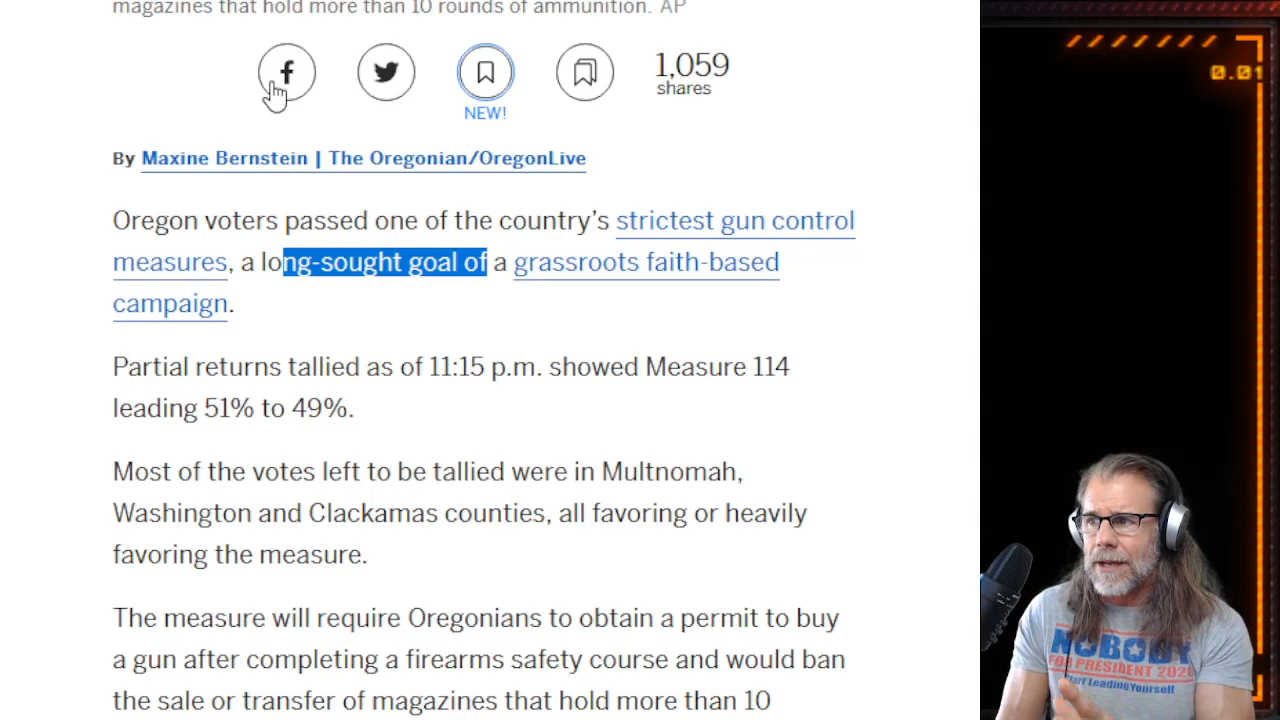 magazines that hold more than 10 rounds of ammunition. AP
1,059
shares
NEW!
By Maxine Bernstein | The Oregonian/OregonLive
Oregon voters passed one of the country's strictest gun control
measures, a long-sought goal of a grassroots faith-based
campaign.
Partial returns tallied as of 11:15 p.m. showed Measure 114
leading 51% to 49%.
Most of the votes left to be tallied were in Multnomah,
Washington and Clackamas counties, all favoring or heavily
favoring the measure.
The measure will require Oregonians to obtain a permit to buy
a gun after completing a firearms safety course and would ban
the sale or transfer of magazines that hold more than 10
0.01
NOBODY
FOR PRESIDENT 2020
Start Leading Yourself